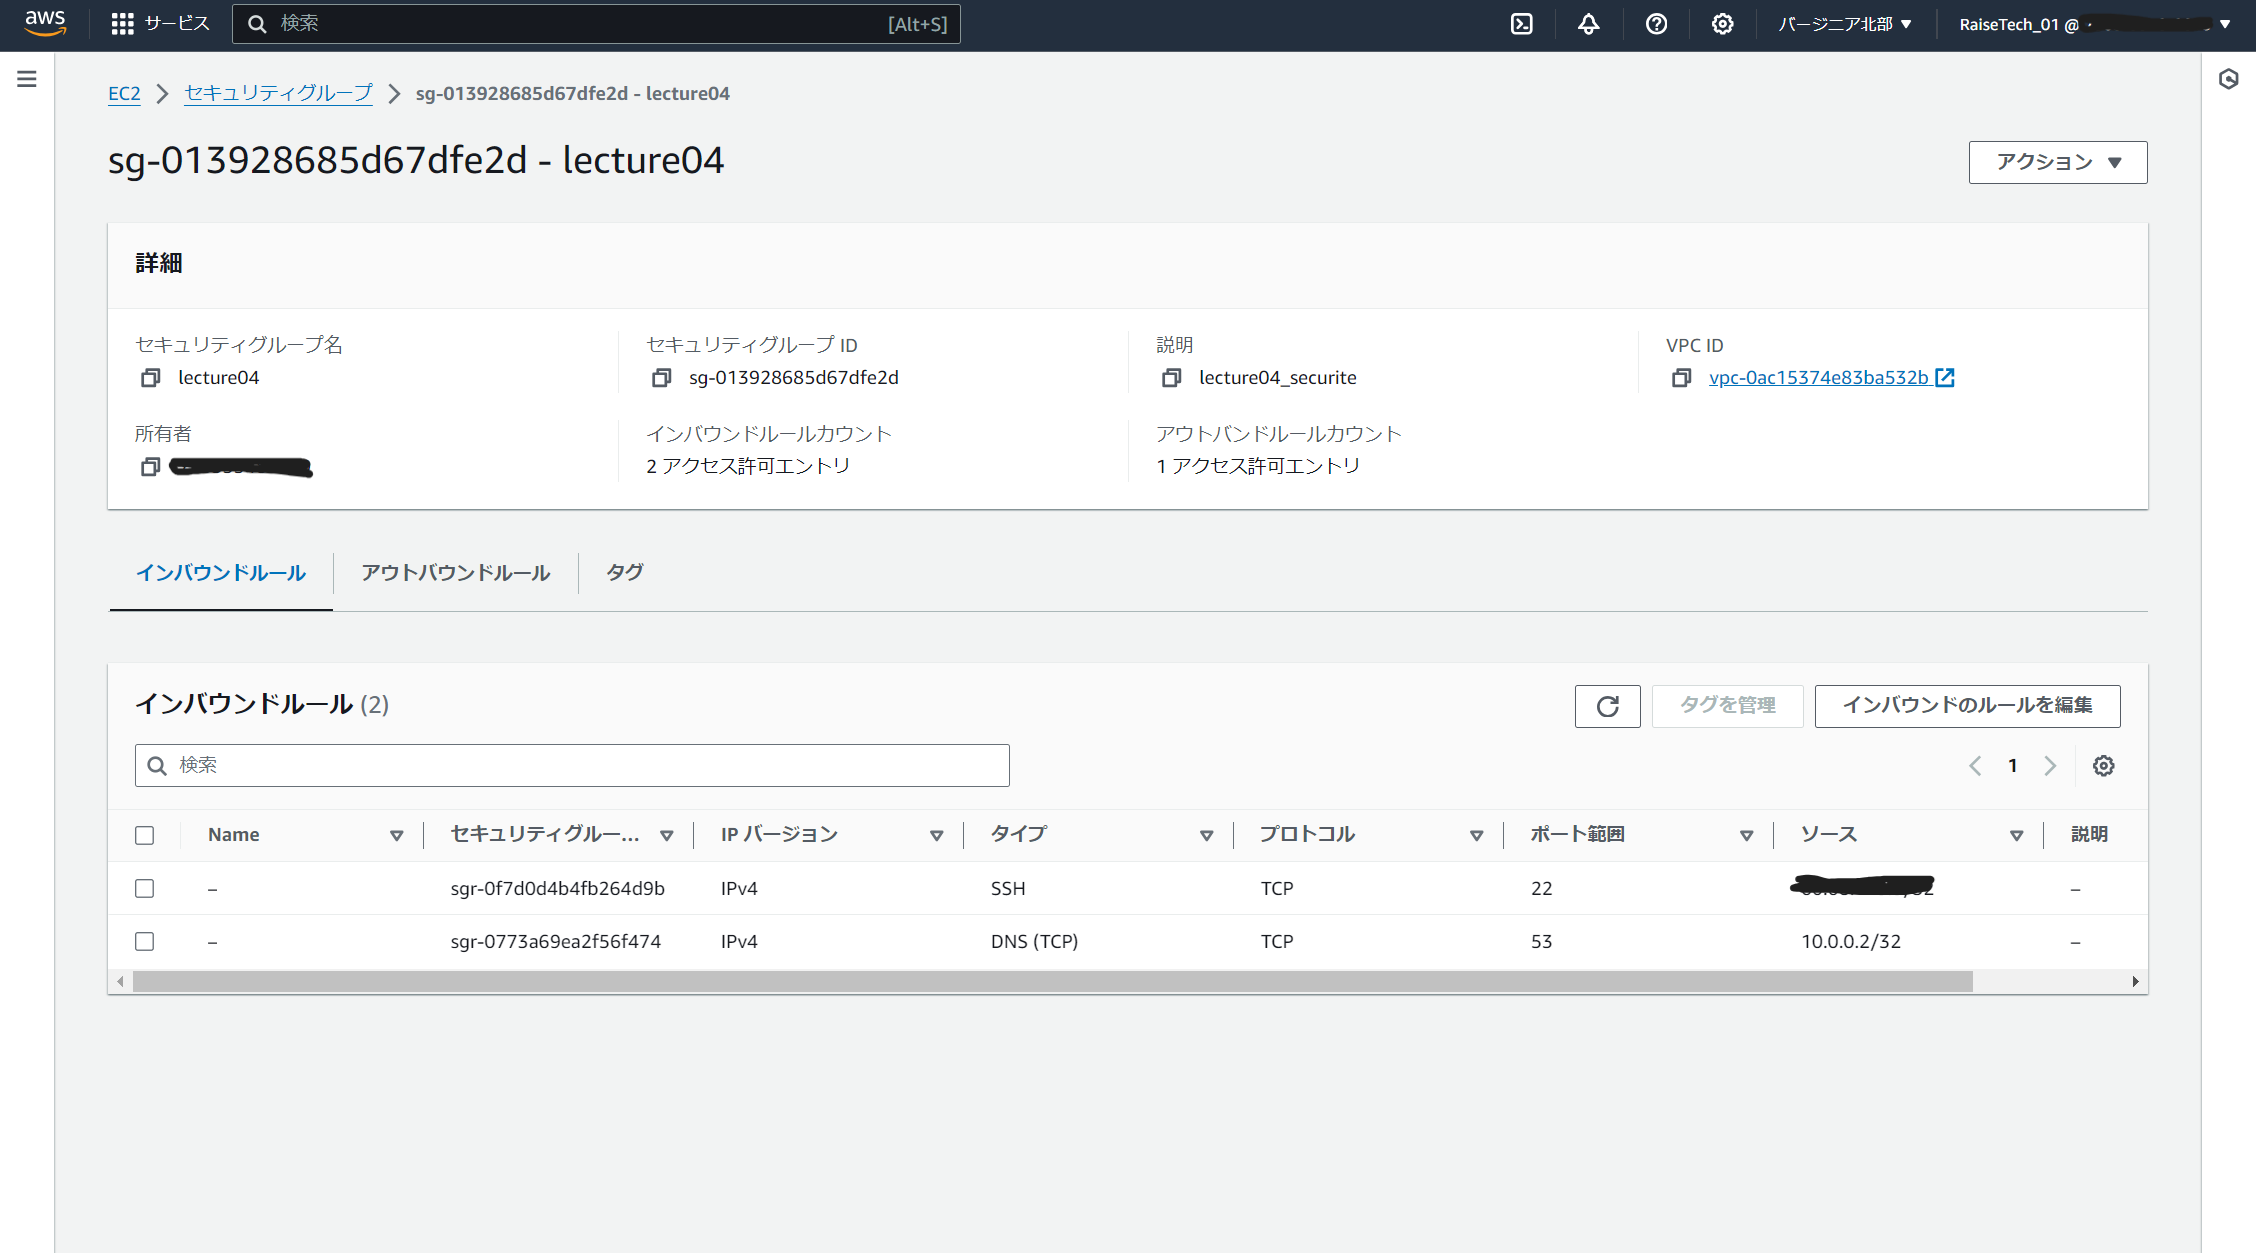 aws サービス 検索 [Alt+S] バージニア北部 RaiseTech_01 @
EC2 セキュリティグループ sg-013928685d67dfe2d - lecture04
sg-013928685d67dfe2d - lecture04
アクション
詳細
セキュリティグループ名 セキュリティグループ ID 説明 VPC ID
lecture04 sg-013928685d67dfe2d lecture04_securite vpc-0ac15374e83ba532b
所有者 インバウンドルールカウント アウトバンドルールカウント
2 アクセス許可エントリ 1 アクセス許可エントリ
インバウンドルール アウトバウンドルール タグ
インバウンドルール (2) タグを管理 インバウンドのルールを編集
検索 1
Name セキュリティグルー... IP バージョン タイプ プロトコル ポート範囲 ソース 説明
– sgr-0f7d0d4b4fb264d9b IPv4 SSH TCP 22 –
– sgr-0773a69ea2f56f474 IPv4 DNS (TCP) TCP 53 10.0.0.2/32 –